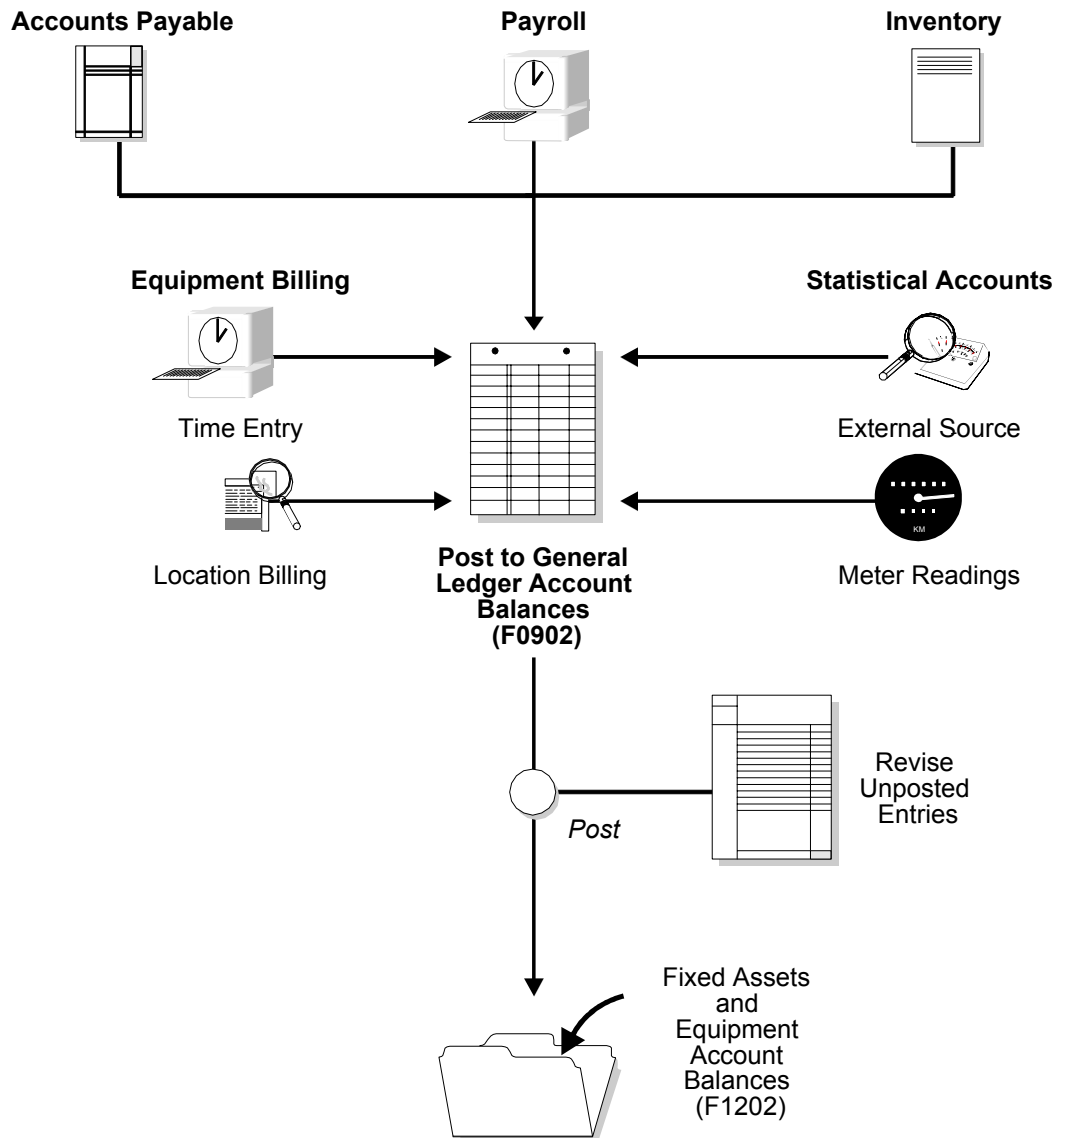 Accounts Payable
Payroll
Inventory
Equipment Billing
Statistical Accounts
Time Entry
External Source
KM
Location Billing
Meter Readings
Post to General
Ledger Account
Balances
(F0902)
Revise
Unposted
Entries
Post
Fixed Assets
and
Equipment
Account
Balances
(F1202)